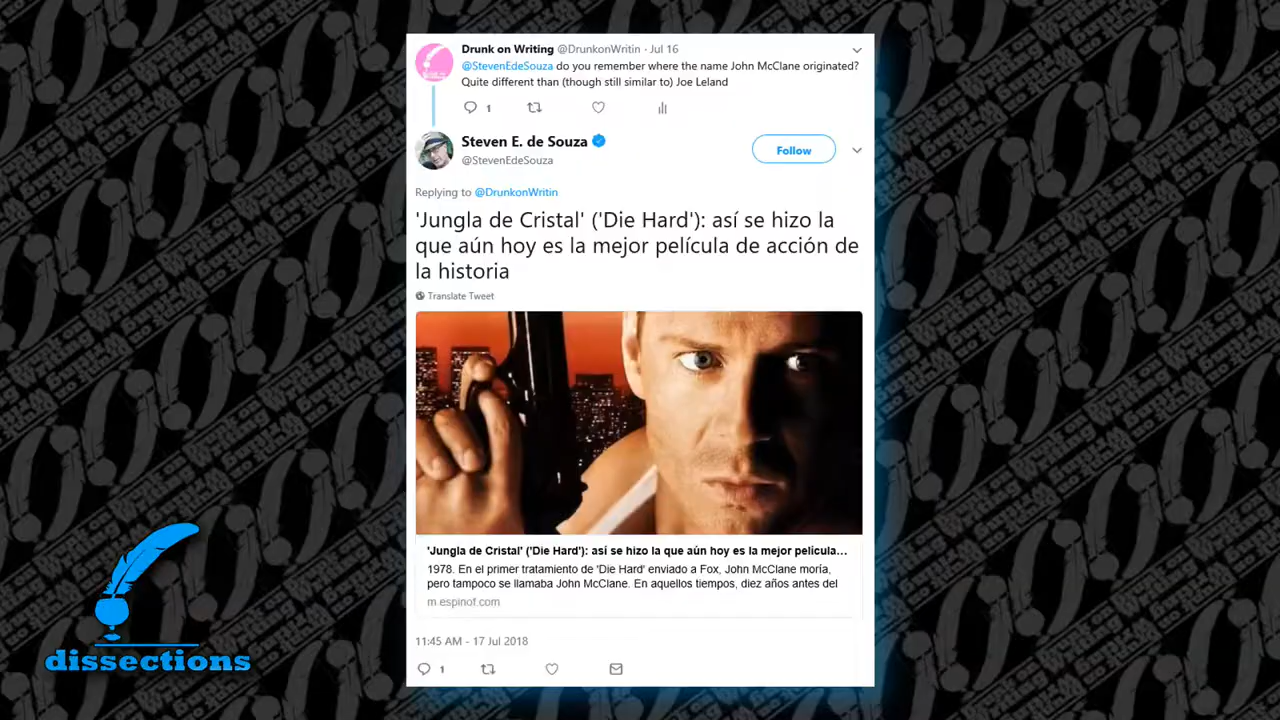 Drunk on Writing @DrunkonWritin · Jul 16
@StevenEdeSouza do you remember where the name John McClane originated?
Quite different than (though still similar to) Joe Leland
1
Steven E. de Souza
Follow
@StevenEdeSouza
Replying to @DrunkonWritin
'Jungla de Cristal' ('Die Hard'): así se hizo la
que aún hoy es la mejor película de acción de
la historia
Translate Tweet
'Jungla de Cristal' ('Die Hard'): así se hizo la que aún hoy es la mejor película...
1978. En el primer tratamiento de 'Die Hard' enviado a Fox, John McClane moría,
pero tampoco se llamaba John McClane. En aquellos tiempos, diez años antes del
m.espinof.com
11:45 AM - 17 Jul 2018
1
dissections